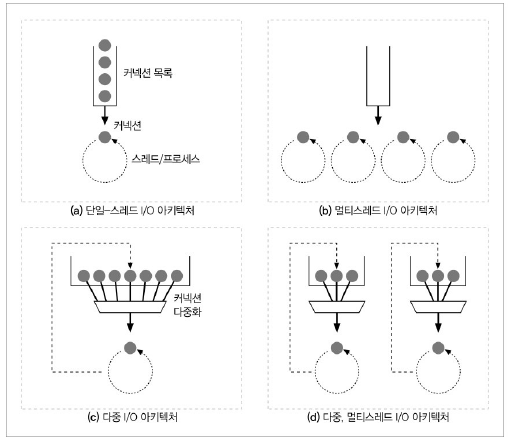 커넥션 목록
커넥션
스레드/프로세스
(a) 단일-스레드 I/O 아키텍처
(b) 멀티스레드 I/O 아키텍처
커넥션
다중화
(c) 다중 I/O 아키텍처
(d) 다중, 멀티스레드 I/O 아키텍처